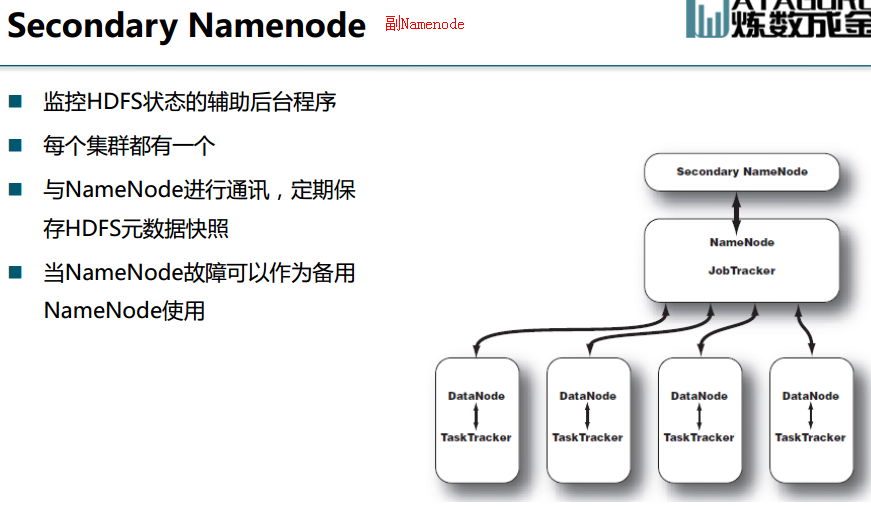 Secondary Namenode
副Namenode
炼数成金
监控HDFS状态的辅助后台程序
每个集群都有一个
与NameNode进行通讯，定期保
存HDFS元数据快照
当NameNode故障可以作为备用
NameNode使用
Secondary NameNode
NameNode
JobTracker
DataNode
TaskTracker
DataNode
TaskTracker
DataNode
TaskTracker
DataNode
TaskTracker